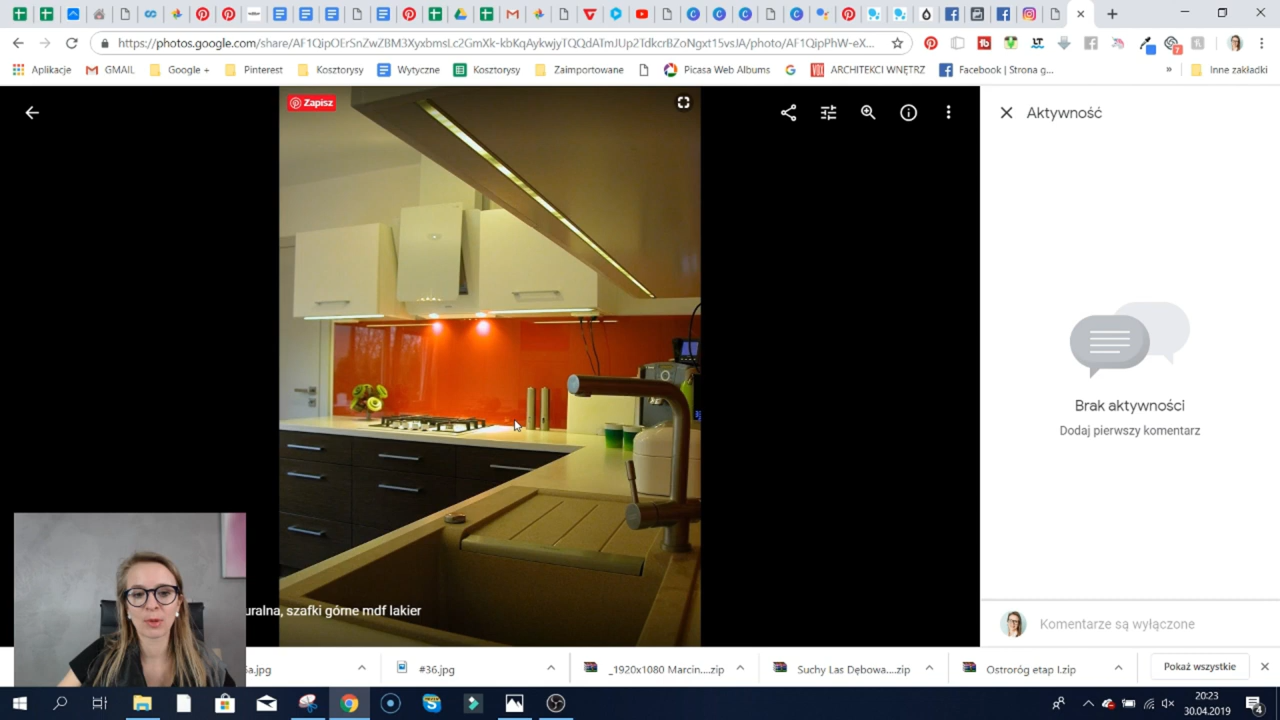 https://photos.google.com/share/AF1QipOErSnZwZBM3XyxbmsLc2GmXk-kbKqAykwjyTQQdATmJUp2TdkcrBZoNgxt15vsJA/photo/AF1QipPhW-eX...
Aplikacje GMAIL Google + Pinterest Kosztorysy Wytyczne Kosztorysy Zaimportowane Picasa Web Albums ARCHITEKCI WNĘTRZ Facebook | Strona g... » Inne zakładki
Zapisz
Aktywność
Brak aktywności
Dodaj pierwszy komentarz
uralna, szafki górne mdf lakier
Komentarze są wyłączone
a.jpg #36.jpg _1920x1080 Marcin....zip Suchy Las Dębowa....zip Ostroróg etap I.zip Pokaż wszystkie
20:23
30.04.2019
4